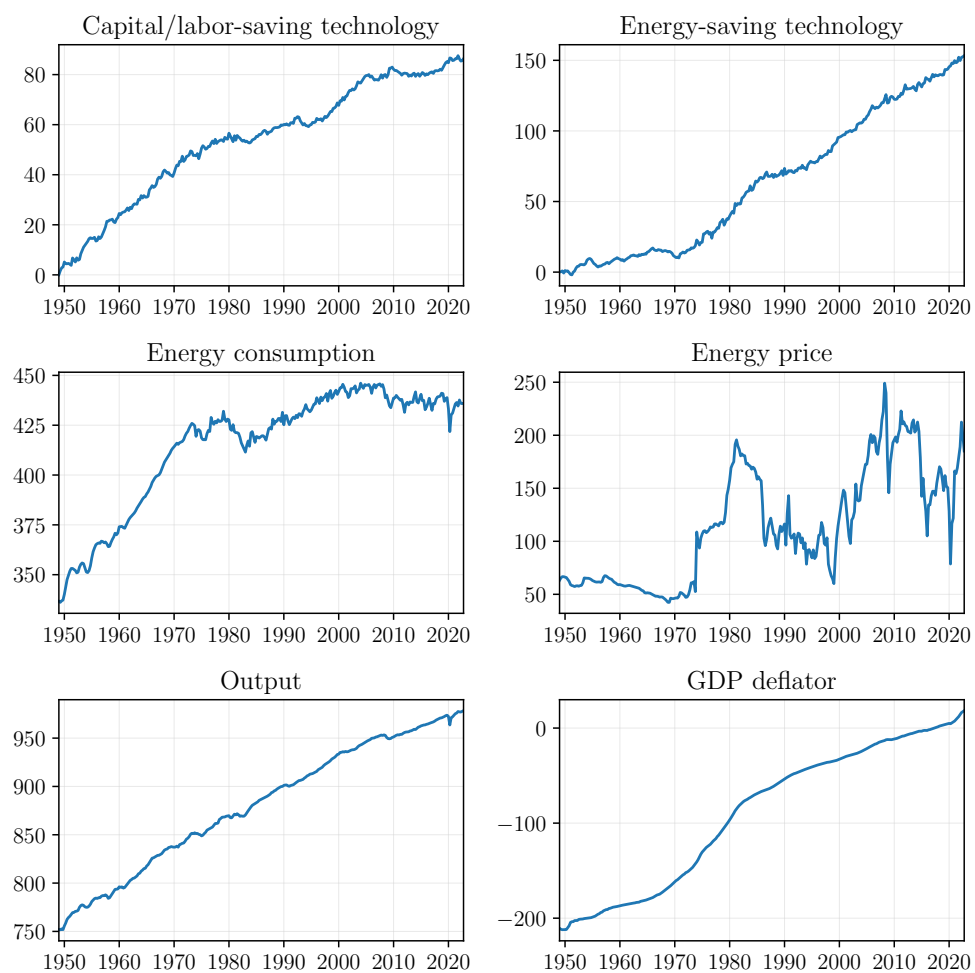 Capital/labor-saving technology
80
60
40
20
0
1950 1960 1970 1980 1990 2000 2010 2020
Energy-saving technology
150
100
50
0
1950 1960 1970 1980 1990 2000 2010 2020
Energy consumption
450
425
400
375
350
1950 1960 1970 1980 1990 2000 2010 2020
Energy price
250
200
150
100
50
1950 1960 1970 1980 1990 2000 2010 2020
Output
950
900
850
800
750
1950 1960 1970 1980 1990 2000 2010 2020
GDP deflator
0
−100
−200
1950 1960 1970 1980 1990 2000 2010 2020